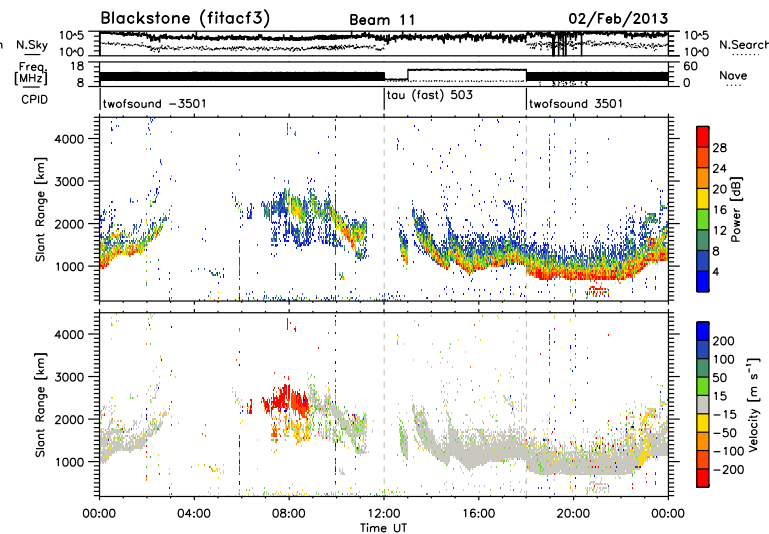 Blackstone (fitacf3) Beam 11 02/Feb/2013
n N.Sky 10^5 10^0 10^5 10^0 N.Search
Freq. [MHz] 18 8 60 0 Nave
CPID twofsound -3501 tau (fast) 503 twofsound 3501
Slant Range [km] 4000 3000 2000 1000
Power [dB] 28 24 20 16 12 8 4
Slant Range [km] 4000 3000 2000 1000
Velocity [m s⁻¹] 200 100 50 15 -15 -50 -100 -200
00:00 04:00 08:00 12:00 16:00 20:00 00:00
Time UT